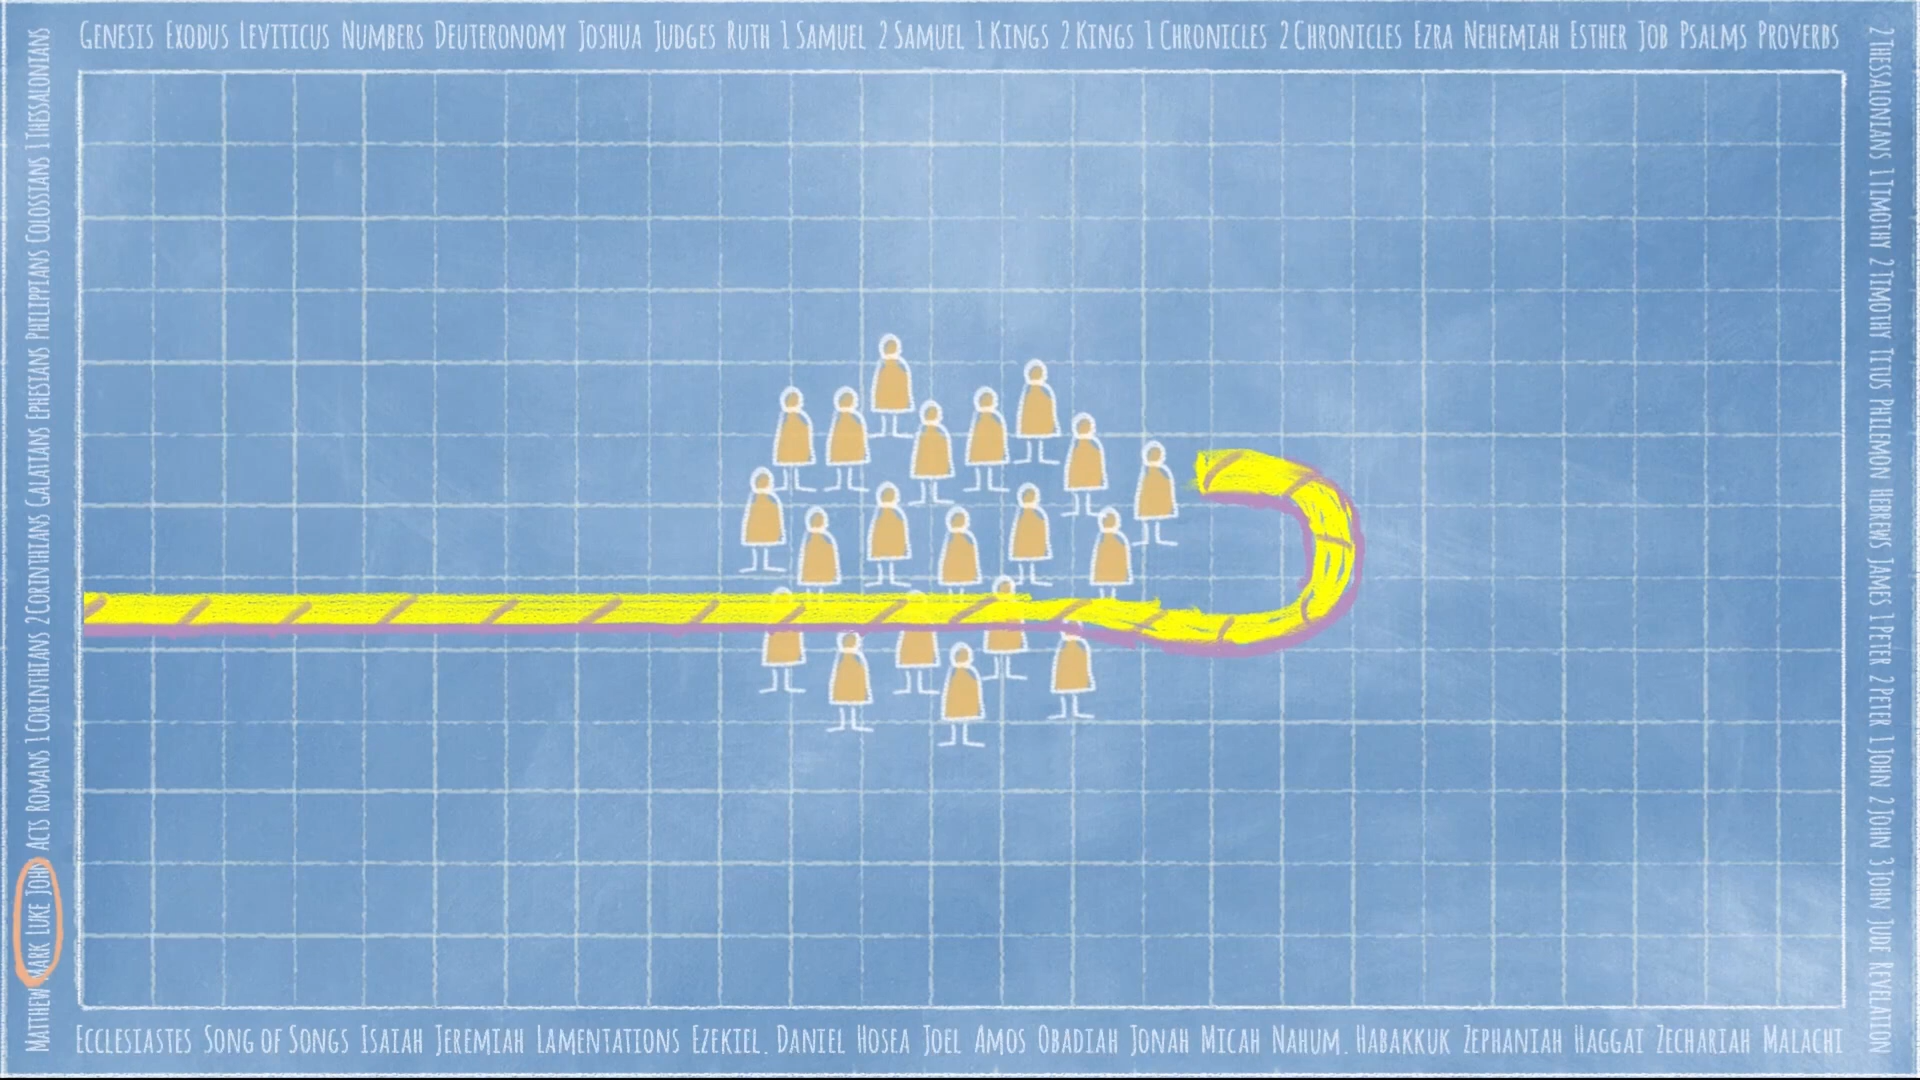 Genesis Exodus Leviticus Numbers Deuteronomy Joshua Judges Ruth 1 Samuel 2 Samuel 1 Kings 2 Kings 1 Chronicles 2 Chronicles Ezra Nehemiah Esther Job Psalms Proverbs
Ecclesiastes Song of Songs Isaiah Jeremiah Lamentations Ezekiel. Daniel Hosea Joel Amos Obadiah Jonah Micah Nahum. Habakkuk Zephaniah Haggai Zechariah Malachi
Matthew Mark Luke John Acts Romans 1 Corinthians 2 Corinthians Galatians Ephesians Philippians Colossians 1 Thessalonians
2 Thessalonians 1 Timothy 2 Timothy Titus Philemon Hebrews James 1 Peter 2 Peter 1 John 2 John 3 John Jude Revelation